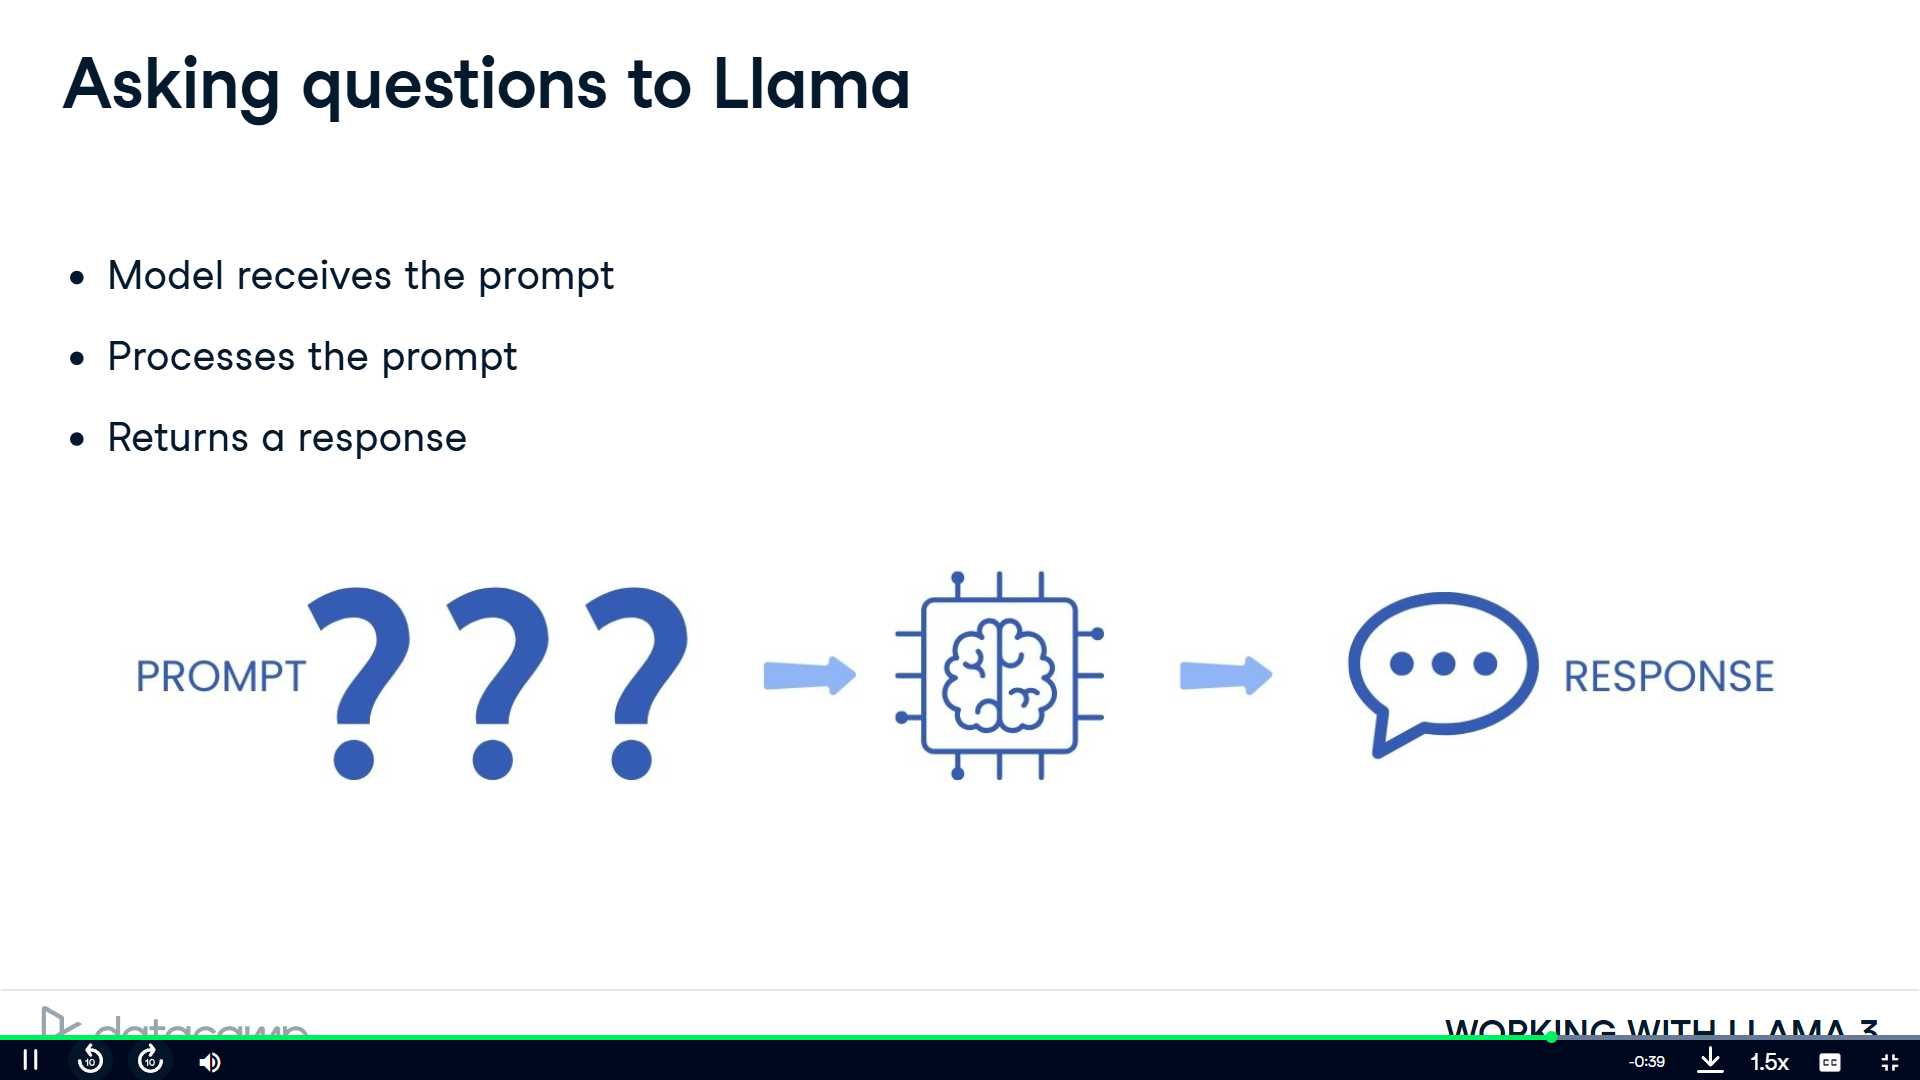 Asking questions to Llama
Model receives the prompt
Processes the prompt
Returns a response
PROMPT ???
RESPONSE
datacamp
WORKING WITH LLAMA 3
10
10
-0:39
1.5x
CC